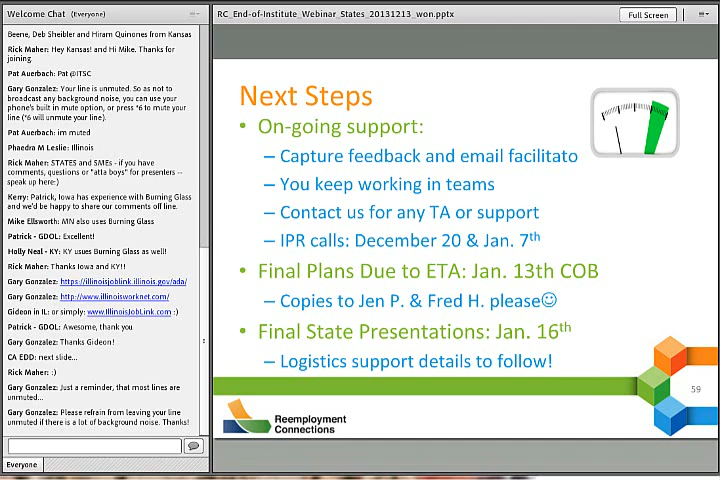 Welcome Chat (Everyone)
Beene, Deb Sheibler and Hiram Quinones from Kansas
Rick Maher: Hey Kansas! and Hi Mike. Thanks for
joining.
Pat Auerbach: Pat @ITSC
Gary Gonzalez: Your line is unmuted. So as not to
broadcast any background noise, you can use your
phone's built in mute option, or press *6 to mute your
line (*6 will unmute your line).
Pat Auerbach: im muted
Phaedra M Leslie: Illinois
Rick Maher: STATES and SMEs - if you have
comments, questions or "atta boys" for presenters --
speak up here:)
Kerry: Patrick, Iowa has experience with Burning Glass
and we'd be happy to share our comments off line.
Mike Ellsworth: MN also uses Burning Glass
Patrick - GDOL: Excellent!
Holly Neal - KY: KY usues Burning Glass as well!
Rick Maher: Thanks Iowa and KY!!
Gary Gonzalez: https://illinoisjoblink.illinois.gov/ada/
Gary Gonzalez: http://www.illinoisworknet.com/
Gideon in IL: or simply: www.IllinoisJobLink.com :)
Patrick - GDOL: Awesome, thank you
Gary Gonzalez: Thanks Gideon!
CA EDD: next slide...
Rick Maher: :)
Gary Gonzalez: Just a reminder, that most lines are
unmuted...
Gary Gonzalez: Please refrain from leaving your line
unmuted if there is a lot of background noise. Thanks!
Everyone
RC_End-of-Institute_Webinar_States_20131213_won.pptx
Full Screen
Next Steps
• On-going support:
– Capture feedback and email facilitato
– You keep working in teams
– Contact us for any TA or support
– IPR calls: December 20 & Jan. 7th
• Final Plans Due to ETA: Jan. 13th COB
– Copies to Jen P. & Fred H. please☺
• Final State Presentations: Jan. 16th
– Logistics support details to follow!
59
Reemployment
Connections